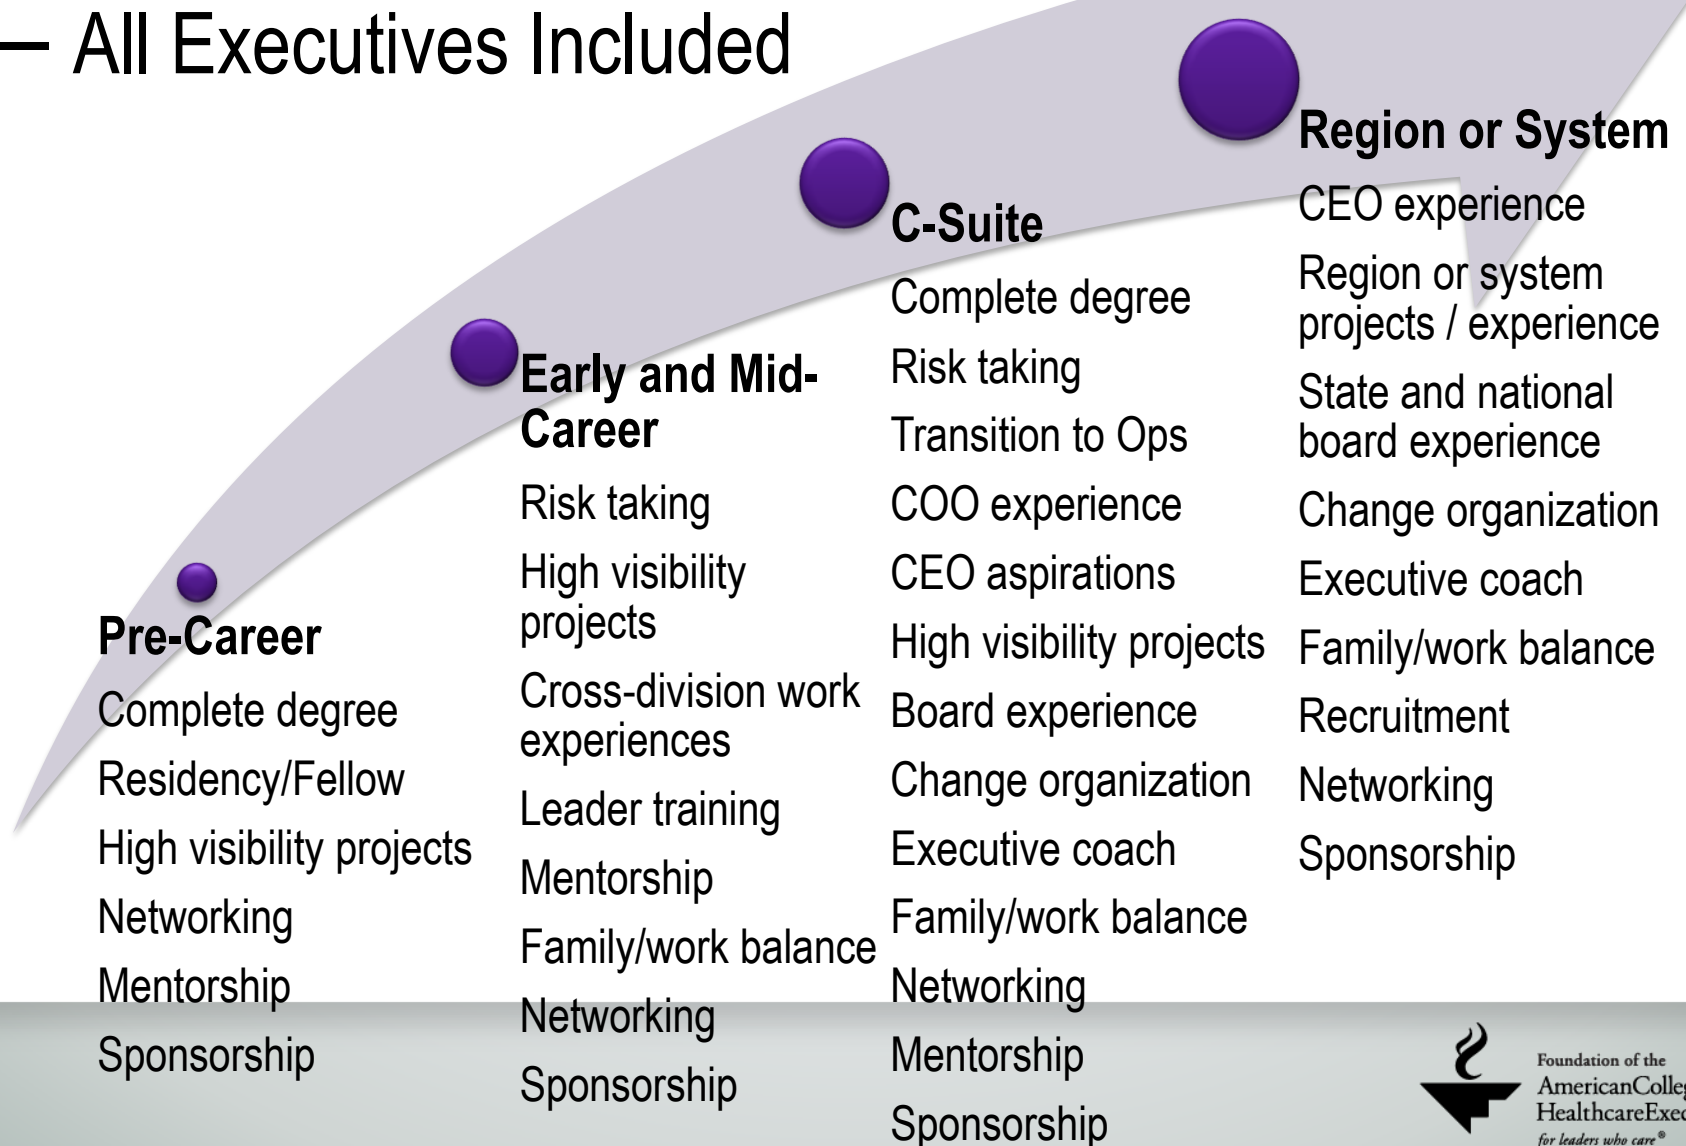 — All Executives Included
Pre-Career
Complete degree
Residency/Fellow
High visibility projects
Networking
Mentorship
Sponsorship
Early and Mid-
Career
Risk taking
High visibility
projects
Cross-division work
experiences
Leader training
Mentorship
Family/work balance
Networking
Sponsorship
C-Suite
Complete degree
Risk taking
Transition to Ops
COO experience
CEO aspirations
High visibility projects
Board experience
Change organization
Executive coach
Family/work balance
Networking
Mentorship
Sponsorship
Region or System
CEO experience
Region or system
projects / experience
State and national
board experience
Change organization
Executive coach
Family/work balance
Recruitment
Networking
Sponsorship
Foundation of the
American
Healthcare
for leaders who care®